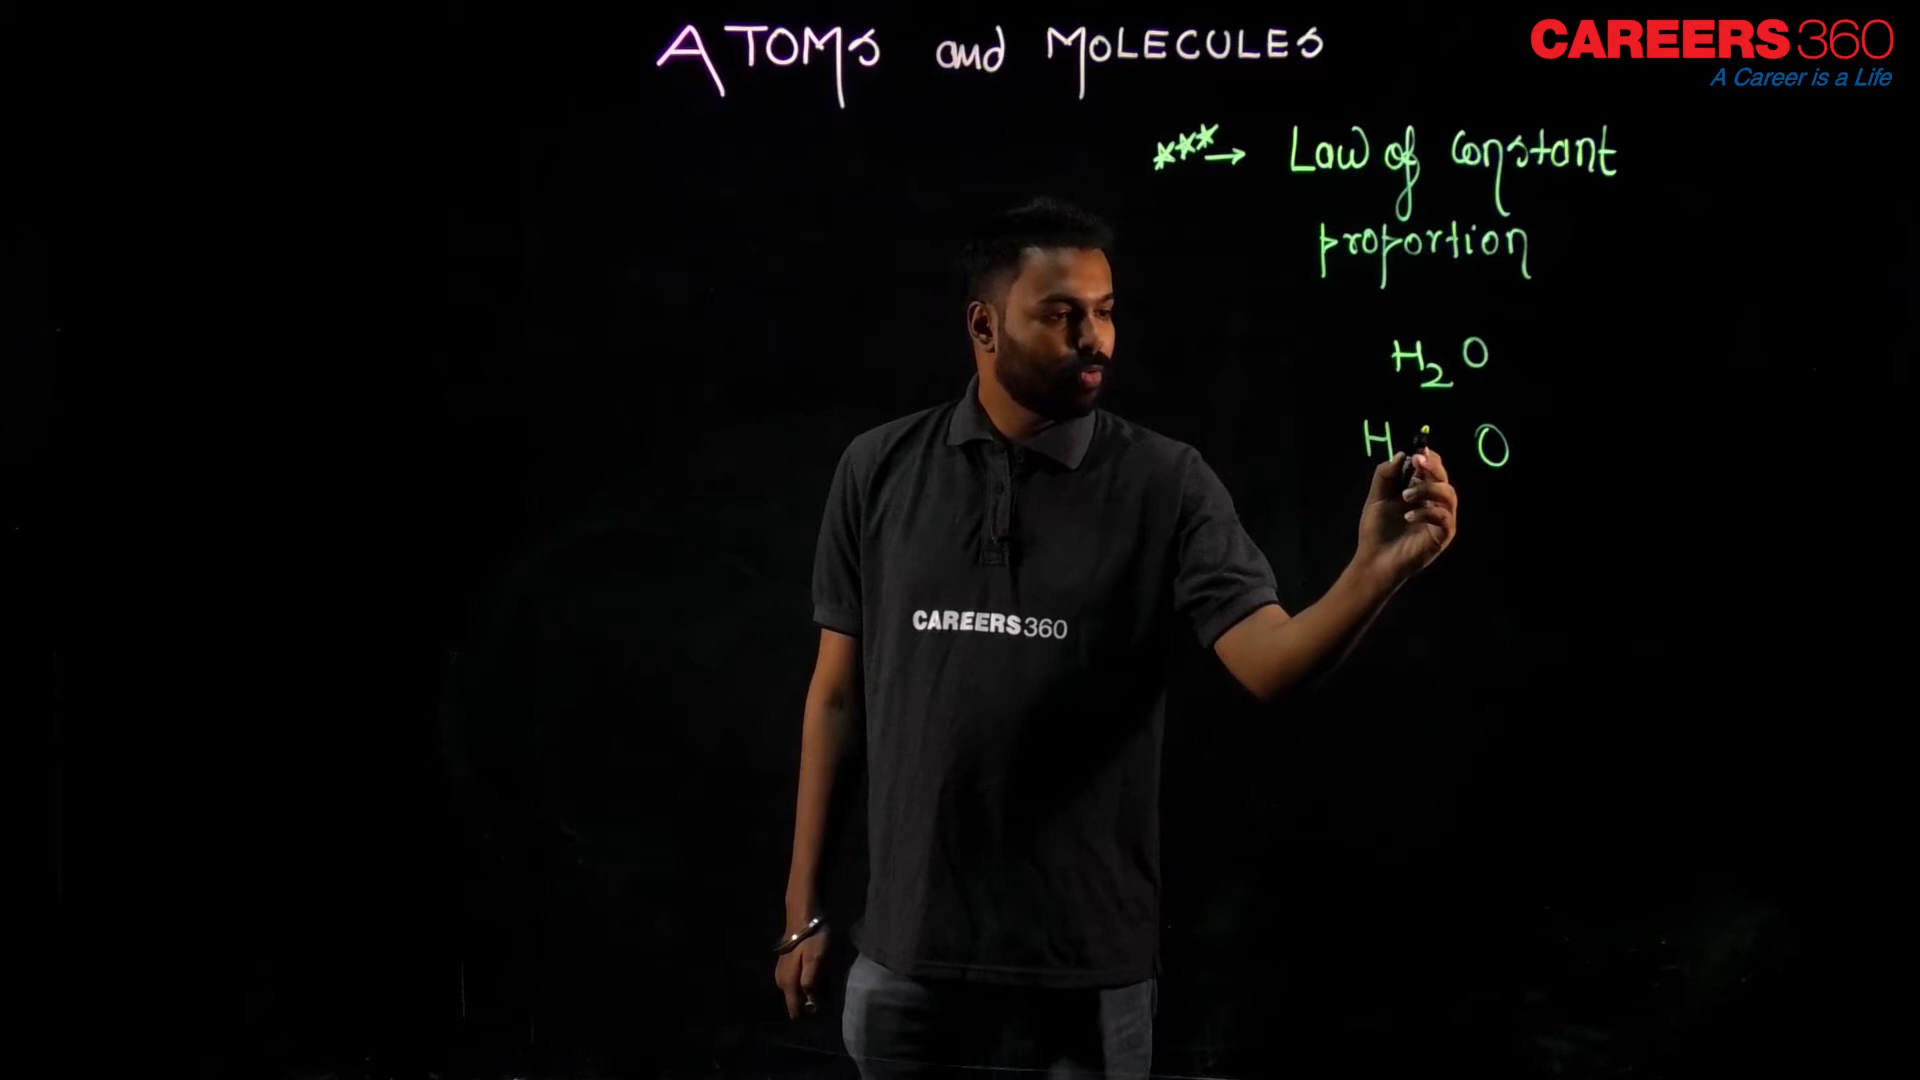 ATOMS and MOLECULES
CAREERS360
A Career is a Life
*** → Law of constant
proportion
H₂O
H O
CAREERS360